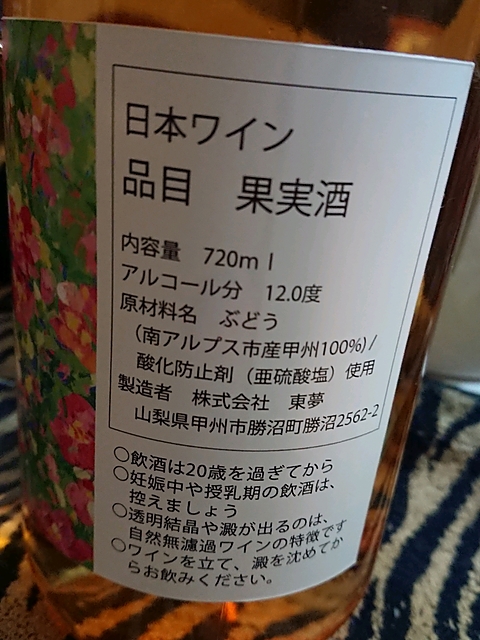 日本ワイン
品目　果実酒
内容量　720ml
アルコール分　12.0度
原材料名　ぶどう
（南アルプス市産甲州100%) /
酸化防止剤（亜硫酸塩）使用
製造者　株式会社　東夢
山梨県甲州市勝沼町勝沼2562-2
○飲酒は20歳を過ぎてから
○妊娠中や授乳期の飲酒は、
控えましょう
○透明結晶や澱が出るのは、
自然無濾過ワインの特徴です
○ワインを立て、澱を沈めてか
らお飲みください。